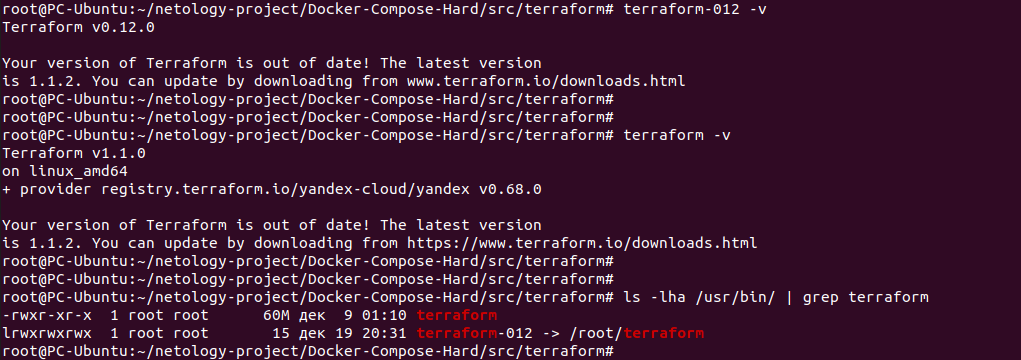 root@PC-Ubuntu:~/netology-project/Docker-Compose-Hard/src/terraform# terraform-012 -v
Terraform v0.12.0
Your version of Terraform is out of date! The latest version
is 1.1.2. You can update by downloading from www.terraform.io/downloads.html
root@PC-Ubuntu:~/netology-project/Docker-Compose-Hard/src/terraform#
root@PC-Ubuntu:~/netology-project/Docker-Compose-Hard/src/terraform#
root@PC-Ubuntu:~/netology-project/Docker-Compose-Hard/src/terraform# terraform -v
Terraform v1.1.0
on linux_amd64
+ provider registry.terraform.io/yandex-cloud/yandex v0.68.0
Your version of Terraform is out of date! The latest version
is 1.1.2. You can update by downloading from https://www.terraform.io/downloads.html
root@PC-Ubuntu:~/netology-project/Docker-Compose-Hard/src/terraform#
root@PC-Ubuntu:~/netology-project/Docker-Compose-Hard/src/terraform#
root@PC-Ubuntu:~/netology-project/Docker-Compose-Hard/src/terraform# ls -lha /usr/bin/ | grep terraform
-rwxr-xr-x  1 root root      60M дек  9 01:10 terraform
lrwxrwxrwx  1 root root       15 дек 19 20:31 terraform-012 -> /root/terraform
root@PC-Ubuntu:~/netology-project/Docker-Compose-Hard/src/terraform#